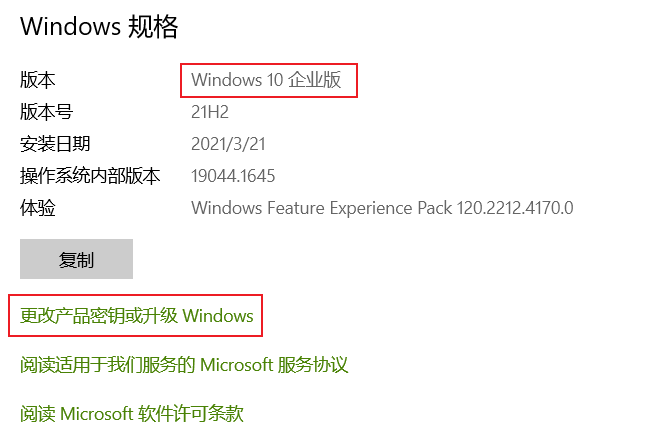 Windows 规格
版本 Windows 10 企业版
版本号 21H2
安装日期 2021/3/21
操作系统内部版本 19044.1645
体验 Windows Feature Experience Pack 120.2212.4170.0
复制
更改产品密钥或升级 Windows
阅读适用于我们服务的 Microsoft 服务协议
阅读 Microsoft 软件许可条款